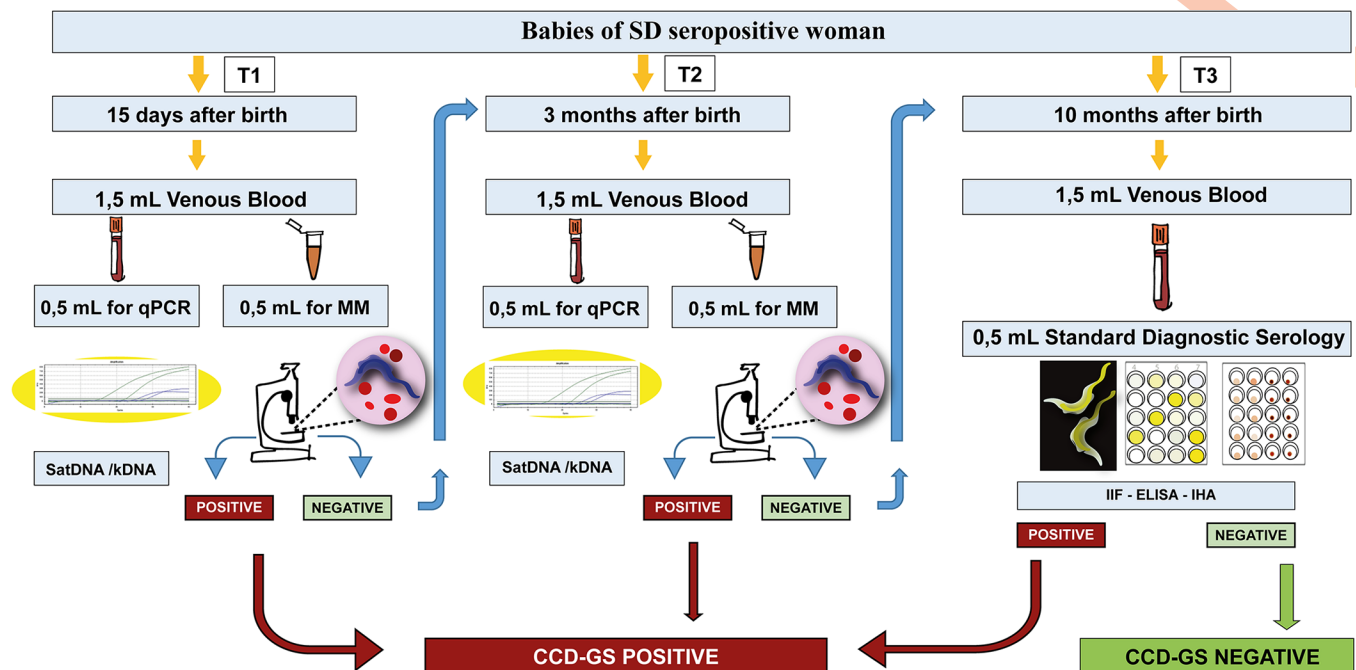 Babies of SD seropositive woman
T1
T2
T3
15 days after birth
3 months after birth
10 months after birth
1,5 mL Venous Blood
1,5 mL Venous Blood
1,5 mL Venous Blood
0,5 mL for qPCR
0,5 mL for MM
0,5 mL for qPCR
0,5 mL for MM
0,5 mL Standard Diagnostic Serology
SatDNA /kDNA
SatDNA /kDNA
POSITIVE
NEGATIVE
POSITIVE
NEGATIVE
IIF - ELISA - IHA
POSITIVE
NEGATIVE
CCD-GS POSITIVE
CCD-GS NEGATIVE